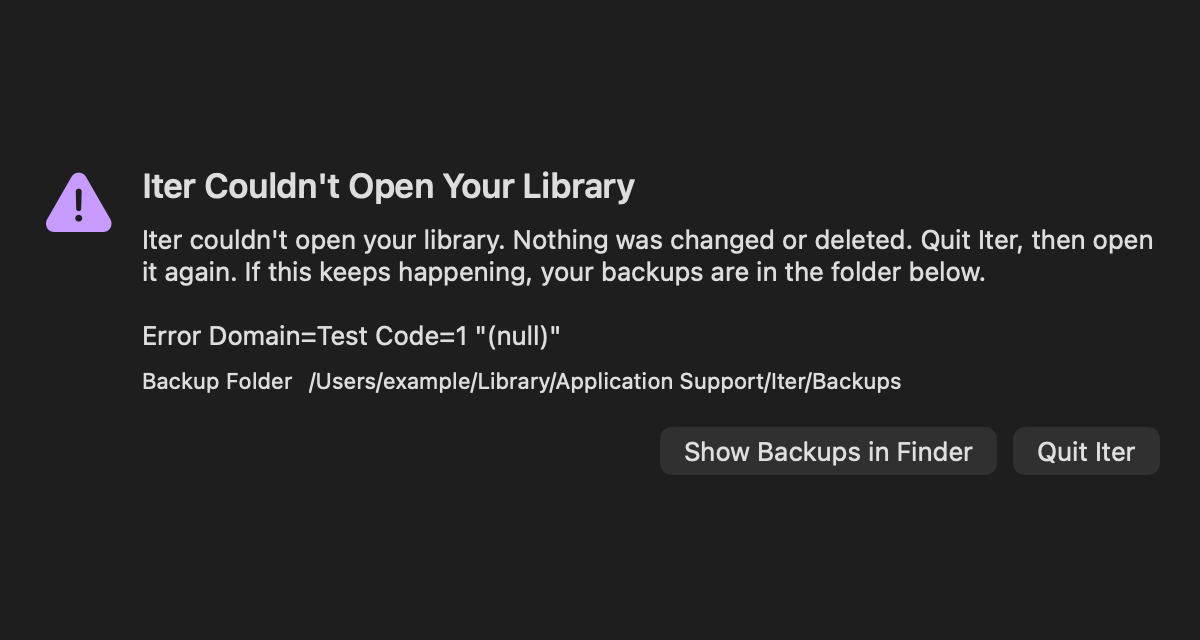 Iter Couldn't Open Your Library
Iter couldn't open your library. Nothing was changed or deleted. Quit Iter, then open
it again. If this keeps happening, your backups are in the folder below.
Error Domain=Test Code=1 "(null)"
Backup Folder /Users/example/Library/Application Support/Iter/Backups
Show Backups in Finder Quit Iter